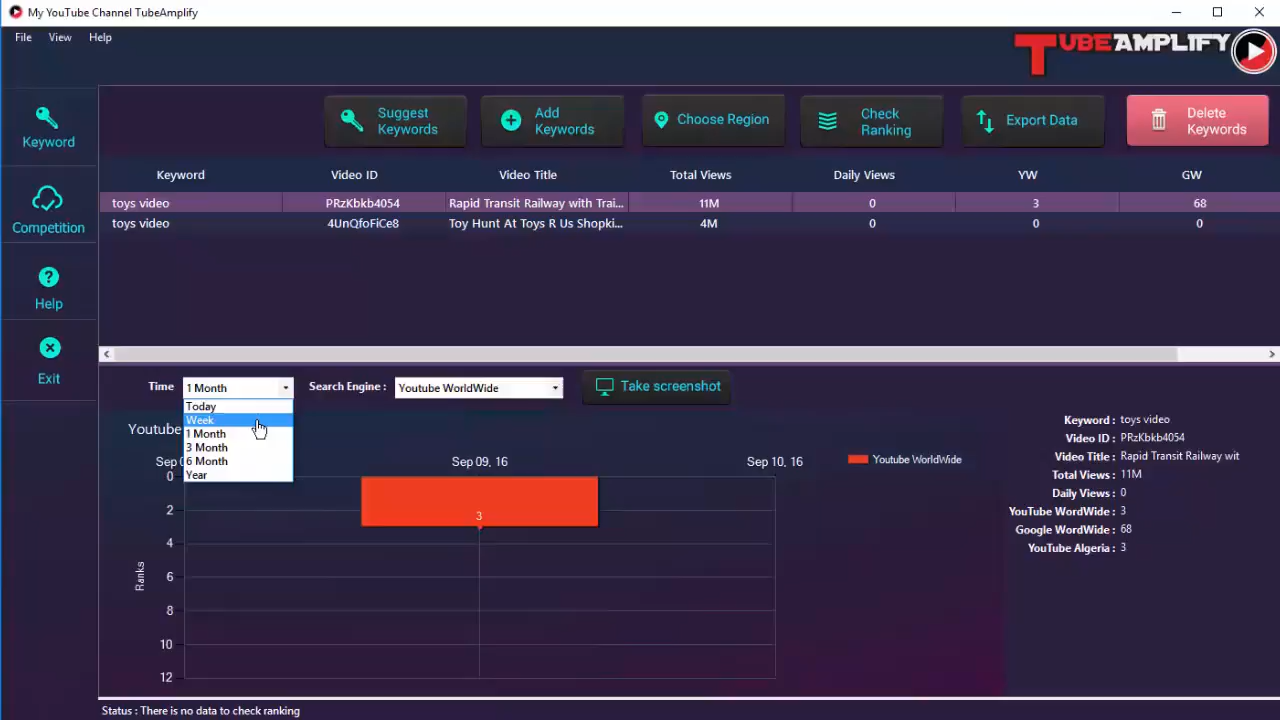 My YouTube Channel TubeAmplify
File View Help
TUBEAMPLIFY
Keyword
Competition
Help
Exit
Suggest Keywords
Add Keywords
Choose Region
Check Ranking
Export Data
Delete Keywords
Keyword Video ID Video Title Total Views Daily Views YW GW
toys video PRzKbkb4054 Rapid Transit Railway with Trai... 11M 0 3 68
toys video 4UnQfoFiCe8 Toy Hunt At Toys R Us Shopki... 4M 0 0 0
Time 1 Month Search Engine : Youtube WorldWide Take screenshot
Today
Week
1 Month
3 Month
6 Month
Year
Youtube
Sep 09, 16 Sep 10, 16
Youtube WorldWide
0
2
4
6
8
10
12
Ranks
3
Keyword : toys video
Video ID : PRzKbkb4054
Video Title : Rapid Transit Railway wit
Total Views : 11M
Daily Views : 0
YouTube WordWide : 3
Google WordWide : 68
YouTube Algeria : 3
Status : There is no data to check ranking